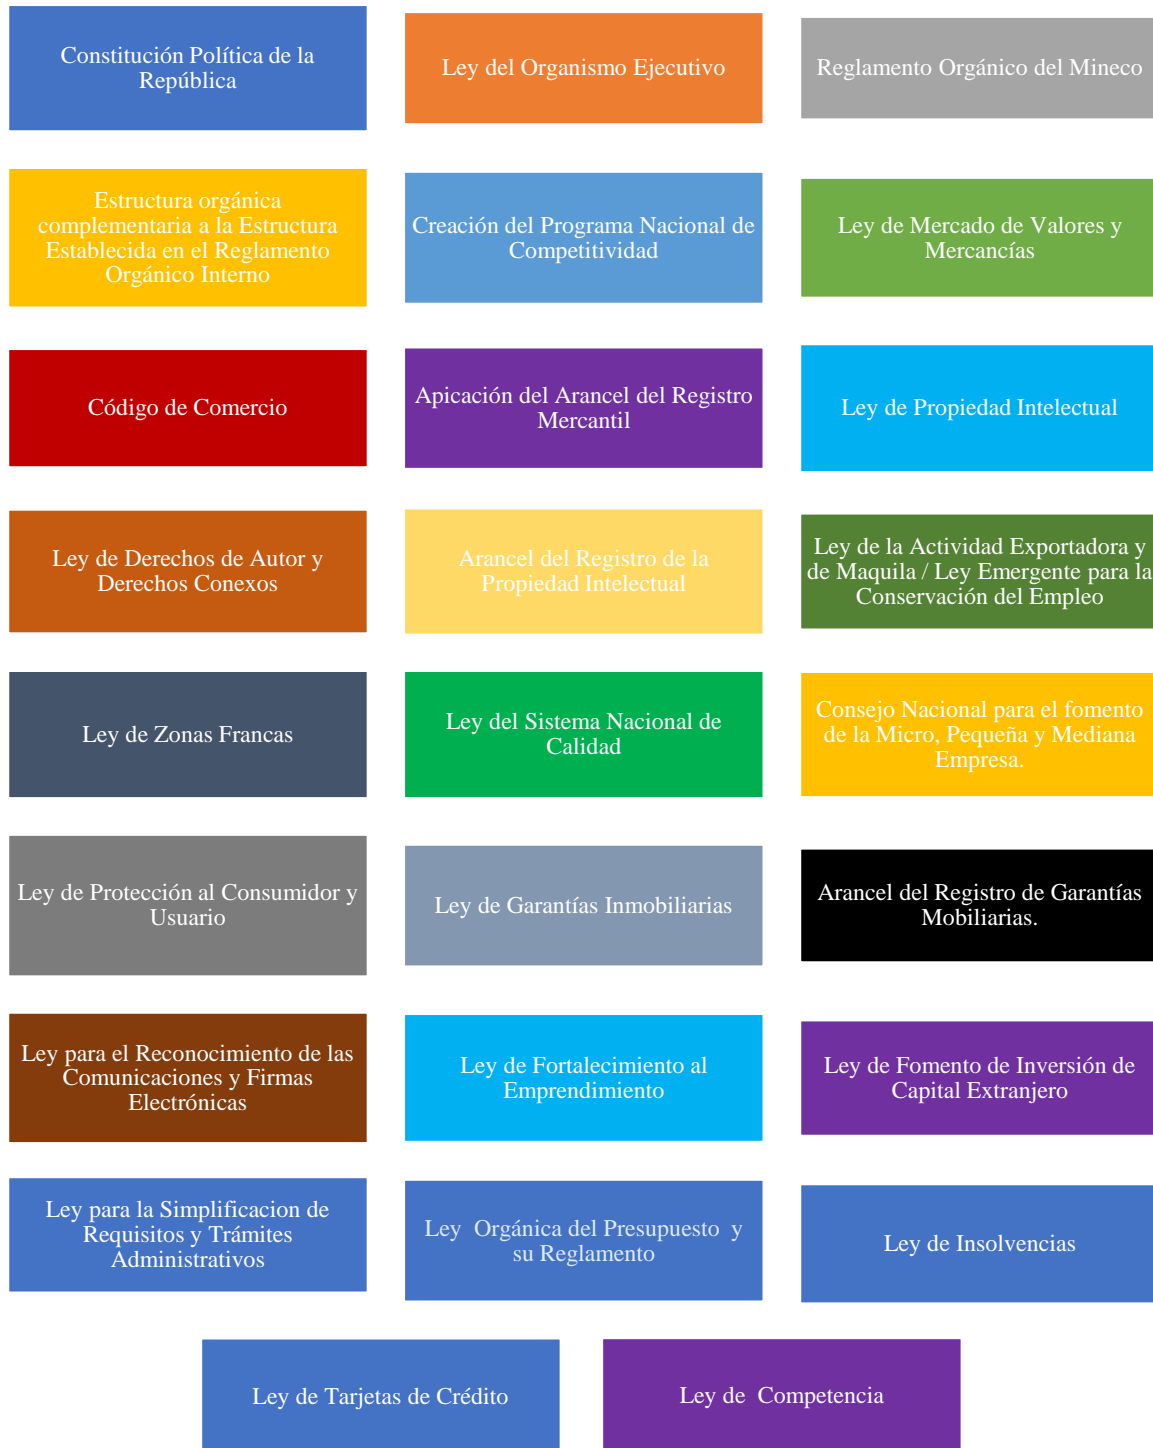 Constitución Política de la
República
Ley del Organismo Ejecutivo
Reglamento Orgánico del Mineco
Estructura orgánica
complementaria a la Estructura
Establecida en el Reglamento
Orgánico Interno
Creación del Programa Nacional de
Competitividad
Ley de Mercado de Valores y
Mercancías
Código de Comercio
Apicación del Arancel del Registro
Mercantil
Ley de Propiedad Intelectual
Ley de Derechos de Autor y
Derechos Conexos
Arancel del Registro de la
Propiedad Intelectual
Ley de la Actividad Exportadora y
de Maquila / Ley Emergente para la
Conservación del Empleo
Ley de Zonas Francas
Ley del Sistema Nacional de
Calidad
Consejo Nacional para el fomento
de la Micro, Pequeña y Mediana
Empresa.
Ley de Protección al Consumidor y
Usuario
Ley de Garantías Inmobiliarias
Arancel del Registro de Garantías
Mobiliarias.
Ley para el Reconocimiento de las
Comunicaciones y Firmas
Electrónicas
Ley de Fortalecimiento al
Emprendimiento
Ley de Fomento de Inversión de
Capital Extranjero
Ley para la Simplificacion de
Requisitos y Trámites
Administrativos
Ley Orgánica del Presupuesto y
su Reglamento
Ley de Insolvencias
Ley de Tarjetas de Crédito
Ley de Competencia